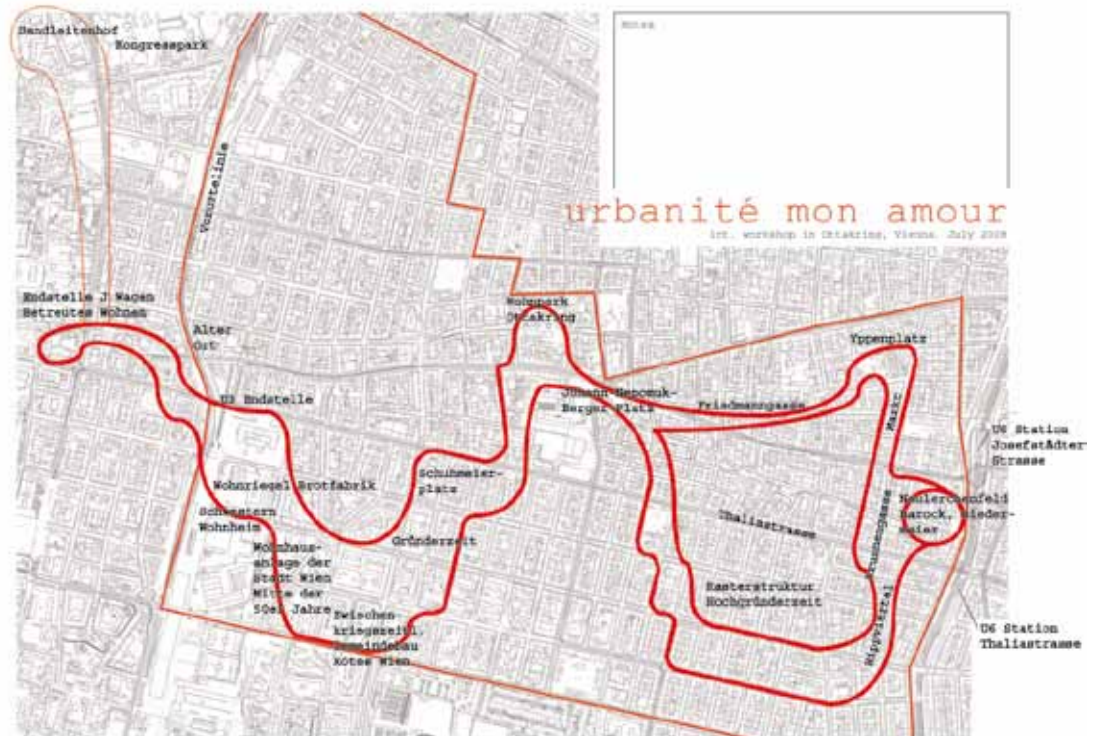 Sandleitenhof
Kongresspark
Notes
Vorortelinie
urbanité mon amour
int. workshop in Ottakring, Vienna. July 2008
Endstelle J Wagen
Betreutes Wohnen
Wohnpark
Ottakring
Alter
Ort
Yppenplatz
U3 Endstelle
Johann Nepomuk-
Berger Platz
Friedmanngasse
Markt
U6 Station
Josefstädter
Strasse
Schuhmeier-
platz
Wohnriegel Brotfabrik
Neulerchenfeld
barock, bieder-
meier
Schwestern
Wohnheim
Thaliastrasse
Brunnengasse
Gründerzeit
Wohnhaus-
anlage der
Stadt Wien
Mitte der
50er Jahre
Rasterstruktur
Hochgründerzeit
Zwischen-
kriegszeitl.
Gemeindebau
Rotes Wien
Hippviertel
U6 Station
Thaliastrasse